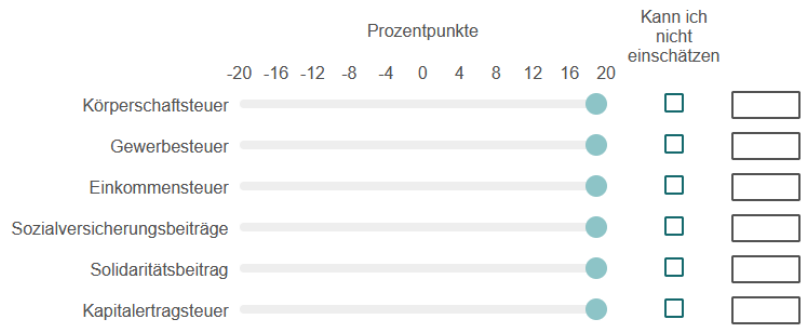 Prozentpunkte
Kann ich
nicht
einschätzen
-20 -16 -12 -8 -4 0 4 8 12 16 20
Körperschaftsteuer
Gewerbesteuer
Einkommensteuer
Sozialversicherungsbeiträge
Solidaritätsbeitrag
Kapitalertragsteuer